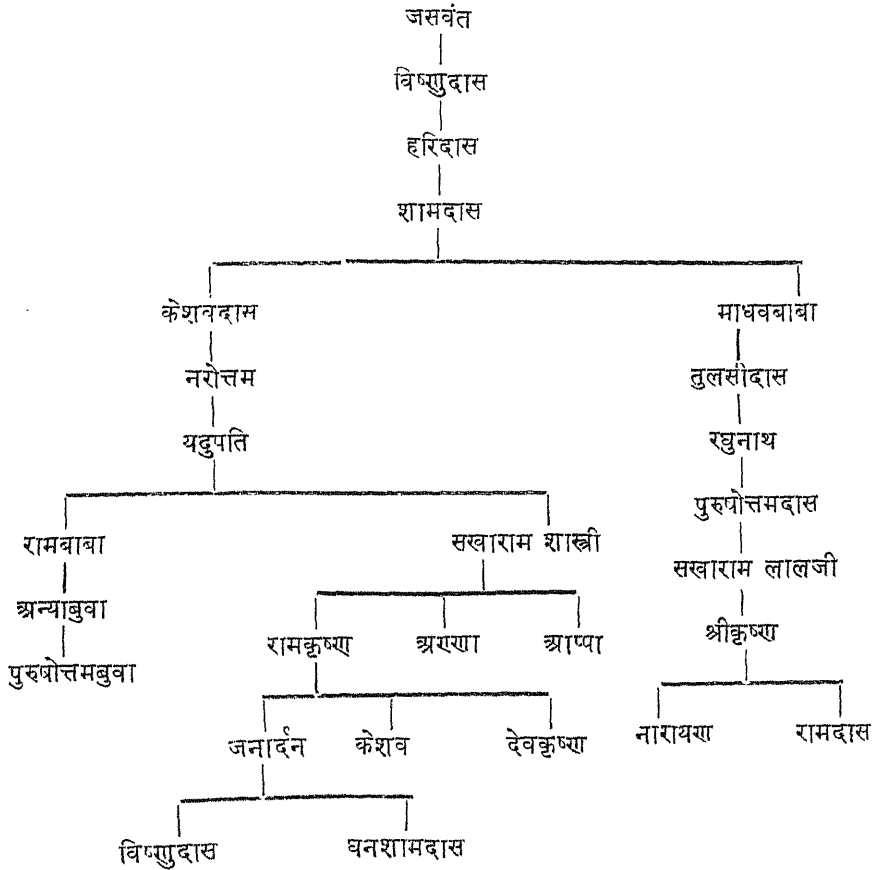 जसवंत
विष्णुदास
हरिदास
शामदास
केशवदास माधवबाबा
नरोत्तम तुलसीदास
यदुपति रघुनाथ
पुरुषोत्तमदास
रामबाबा सखाराम शास्त्री
सखाराम लालजी
अन्याबुवा
रामकृष्ण अण्णा आप्पा श्रीकृष्ण
पुरुषोत्तमबुवा
जनार्दन केशव देवकृष्ण नारायण रामदास
विष्णुदास घनशामदास